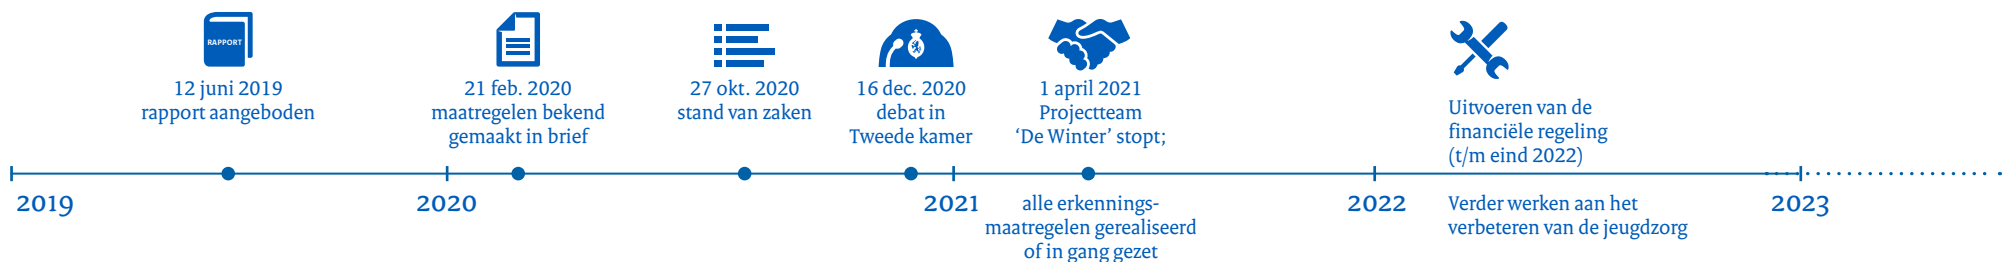 RAPPORT
12 juni 2019
rapport aangeboden
21 feb. 2020
maatregelen bekend
gemaakt in brief
27 okt. 2020
stand van zaken
16 dec. 2020
debat in
Tweede kamer
1 april 2021
Projectteam
‘De Winter’ stopt;
Uitvoeren van de
financiële regeling
(t/m eind 2022)
2019
2020
2021
alle erkennings-
maatregelen gerealiseerd
of in gang gezet
2022
Verder werken aan het
verbeteren van de jeugdzorg
2023